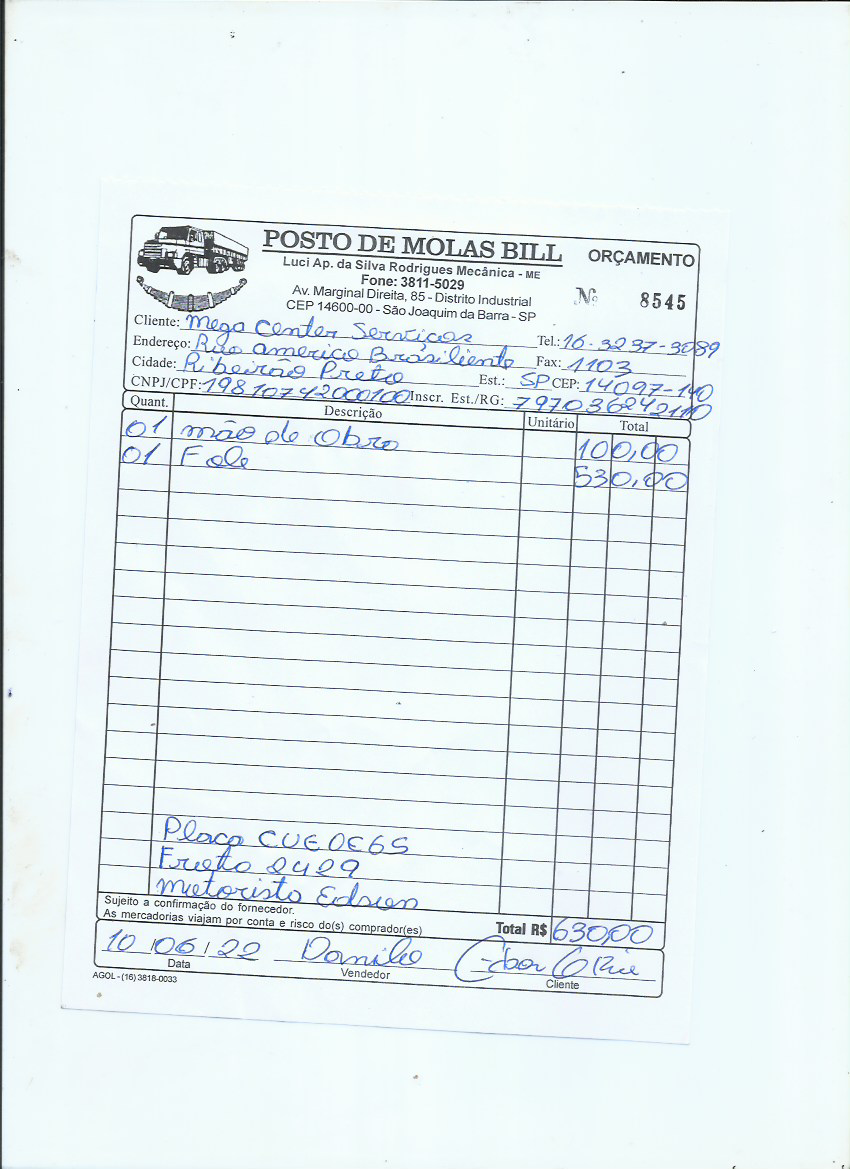 POSTO DE MOLAS BILL
ORÇAMENTO
Luci Ap. da Silva Rodrigues Mecânica - ME
Fone: 3811-5029
Av. Marginal Direita, 85 - Distrito Industrial
CEP 14600-00 - São Joaquim da Barra - SP
Nº 8545
Cliente: Mega Center Serviços Tel.: 16-3237-3089
Endereço: Rua americo Brasiliente Fax: 1103
Cidade: Ribeirão Preto Est.: SP CEP: 14097-140
CNPJ/CPF: 19810742000100 Inscr. Est./RG: 797036242110
Quant. Descrição Unitário Total
01 mão de Obra 100,00
01 Fole 530,00
Placa CUE0E65
Frota 2429
Motorista Edson
Sujeito a confirmação do fornecedor.
As mercadorias viajam por conta e risco do(s) comprador(es)
Total R$ 630,00
10/06/22 Danilo
Data Vendedor Cliente
AGOL - (16) 3818-0033